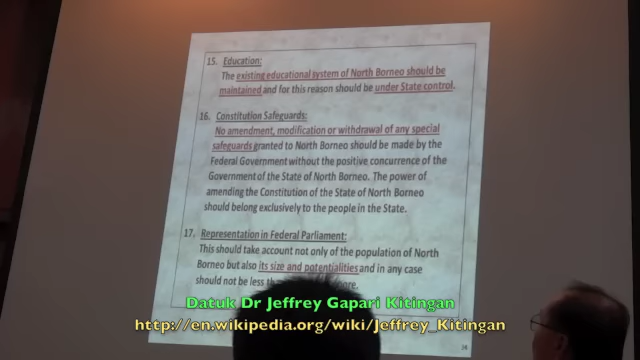 15. Education:
The existing educational system of North Borneo should be
maintained and for this reason should be under State control.
16. Constitution Safeguards:
No amendment, modification or withdrawal of any special
safeguards granted to North Borneo should be made by the
Federal Government without the positive concurrence of the
Government of the State of North Borneo. The power of
amending the Constitution of the State of North Borneo
should belong exclusively to the people in the State.
17. Representation in Federal Parliament:
This should take account not only of the population of North
Borneo but also its size and potentialities and in any case
should not be less
Datuk Dr Jeffrey Gapari Kitingan
http://en.wikipedia.org/wiki/Jeffrey_Kitingan